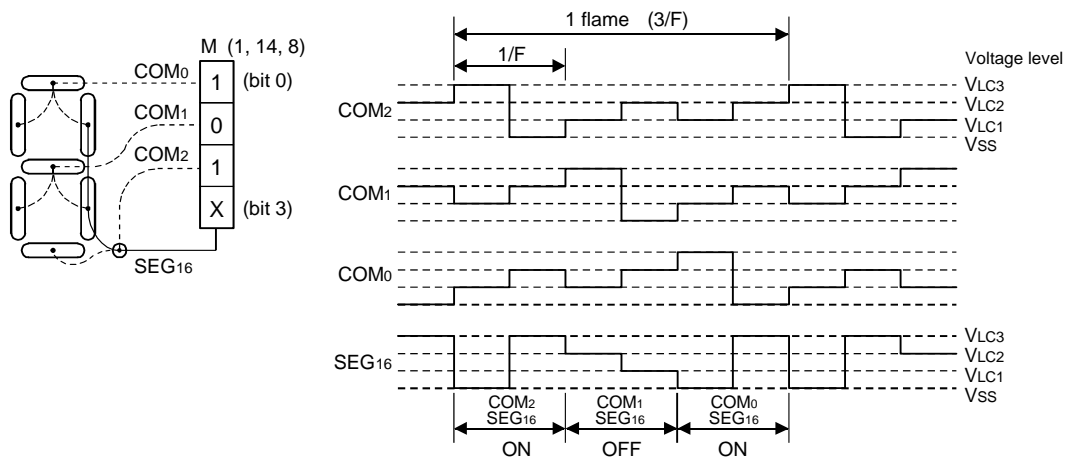 M (1, 14, 8)
COM0
1
(bit 0)
COM1
0
COM2
1
X
(bit 3)
SEG16
1 flame (3/F)
1/F
Voltage level
COM2
VLC3
VLC2
VLC1
VSS
COM1
COM0
SEG16
VLC3
VLC2
VLC1
VSS
COM2 COM1 COM0
SEG16 SEG16 SEG16
ON OFF ON